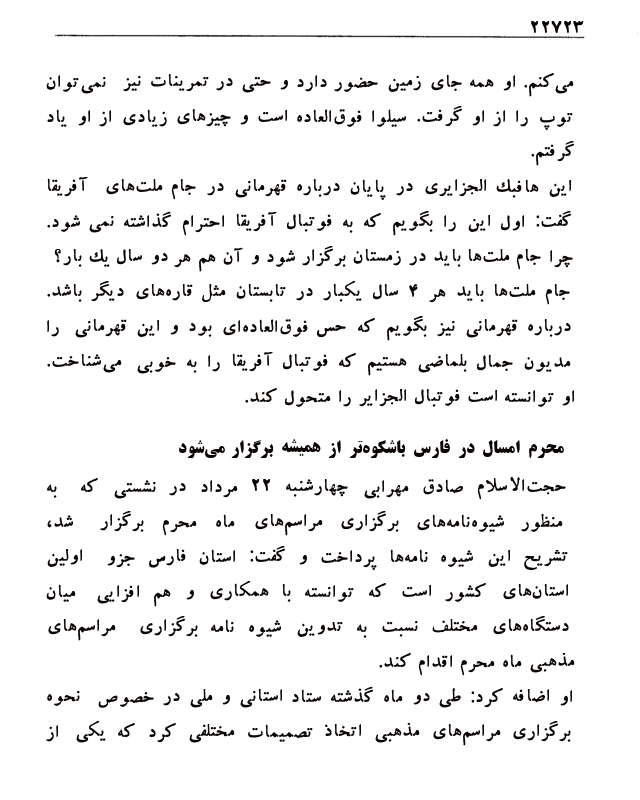 ۲۲۷۲۳
می‌کنم. او همه جای زمین حضور دارد و حتی در تمرینات نیز نمی‌توان
توپ را از او گرفت. سیلوا فوق‌العاده است و چیزهای زیادی از او یاد
گرفتم.
این هافبك الجزایری در پایان درباره قهرمانی در جام ملت‌های آفریقا
گفت: اول این را بگویم که به فوتبال آفریقا احترام گذاشته نمی شود.
چرا جام ملت‌ها باید در زمستان برگزار شود و آن هم هر دو سال یك بار؟
جام ملت‌ها باید هر ۴ سال یکبار در تابستان مثل قاره‌های دیگر باشد.
درباره قهرمانی نیز بگویم که حس فوق‌العاده‌ای بود و این قهرمانی را
مدیون جمال بلماضی هستیم که فوتبال آفریقا را به خوبی می‌شناخت.
او توانسته است فوتبال الجزایر را متحول کند.
محرم امسال در فارس باشکوه‌تر از همیشه برگزار می‌شود
حجت‌الاسلام صادق مهرابی چهارشنبه ۲۲ مرداد در نشستی که به
منظور شیوه‌نامه‌های برگزاری مراسم‌های ماه محرم برگزار شد،
تشریح این شیوه نامه‌ها پرداخت و گفت: استان فارس جزو اولین
استان‌های کشور است که توانسته با همکاری و هم افزایی میان
دستگاه‌های مختلف نسبت به تدوین شیوه نامه برگزاری مراسم‌های
مذهبی ماه محرم اقدام کند.
او اضافه کرد: طی دو ماه گذشته ستاد استانی و ملی در خصوص نحوه
برگزاری مراسم‌های مذهبی اتخاذ تصمیمات مختلفی کرد که یکی از